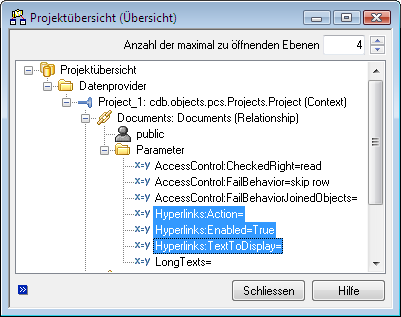 Projektübersicht (Übersicht)
Anzahl der maximal zu öffnenden Ebenen 4
Projektübersicht
Datenprovider
Project_1: cdb.objects.pcs.Projects.Project (Context)
Documents: Documents (Relationship)
public
Parameter
x=y AccessControl:CheckedRight=read
x=y AccessControl:FailBehavior=skip row
x=y AccessControl:FailBehaviorJoinedObjects=
x=y Hyperlinks:Action=
x=y Hyperlinks:Enabled=True
x=y Hyperlinks:TextToDisplay=
x=y LongTexts=
Schliessen Hilfe